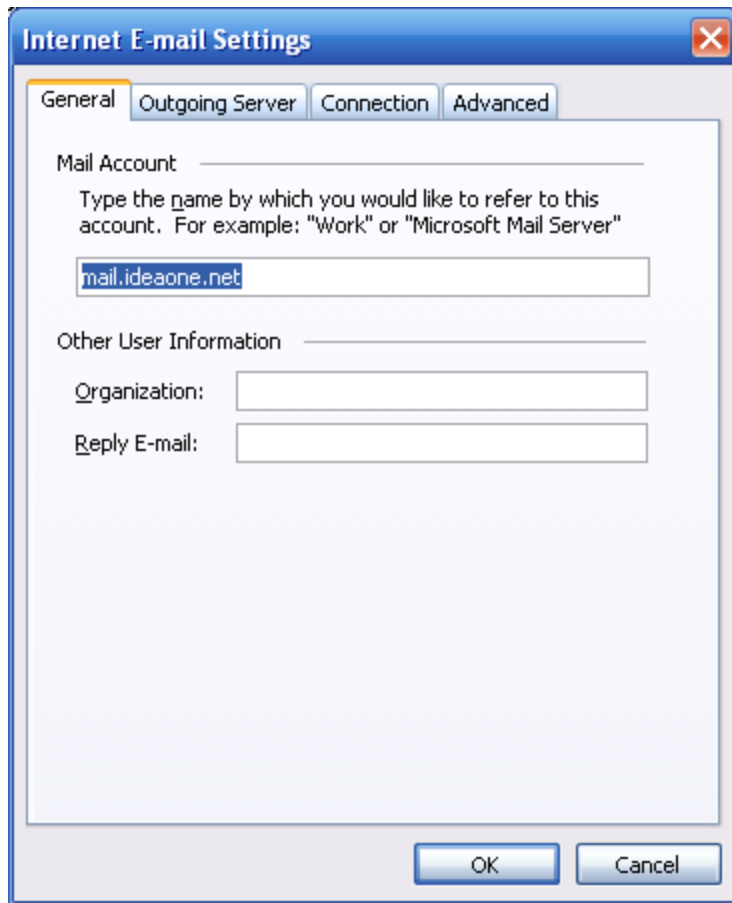 Internet E-mail Settings
General Outgoing Server Connection Advanced
Mail Account
Type the name by which you would like to refer to this
account. For example: "Work" or "Microsoft Mail Server"
mail.ideaone.net
Other User Information
Organization:
Reply E-mail:
OK Cancel